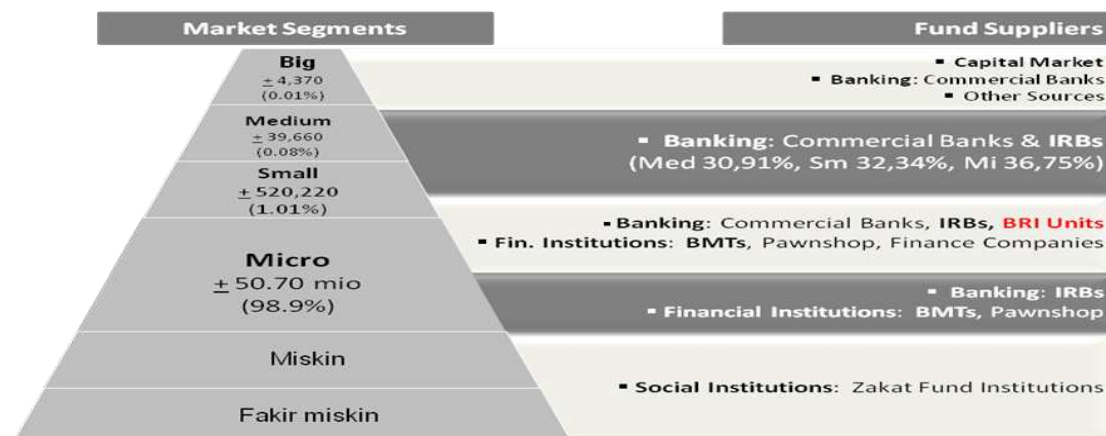 Market Segments
Big
± 4,370
(0.01%)
Medium
± 39,660
(0.08%)
Small
± 520,220
(1.01%)
Micro
± 50.70 mio
(98.9%)
Miskin
Fakir miskin
Fund Suppliers
▪ Capital Market
▪ Banking: Commercial Banks
▪ Other Sources
▪ Banking: Commercial Banks & IRBs
(Med 30,91%, Sm 32,34%, Mi 36,75%)
▪ Banking: Commercial Banks, IRBs, BRI Units
▪ Fin. Institutions: BMTs, Pawnshop, Finance Companies
▪ Banking: IRBs
▪ Financial Institutions: BMTs, Pawnshop
▪ Social Institutions: Zakat Fund Institutions